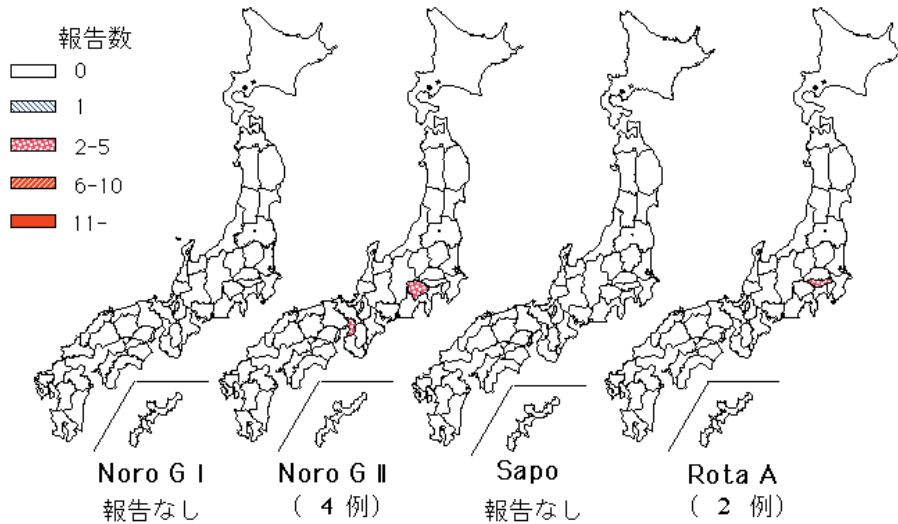 報告数
0
1
2-5
6-10
11-
Noro G Ⅰ
報告なし
Noro G Ⅱ
( 4 例)
Sapo
報告なし
Rota A
( 2 例)